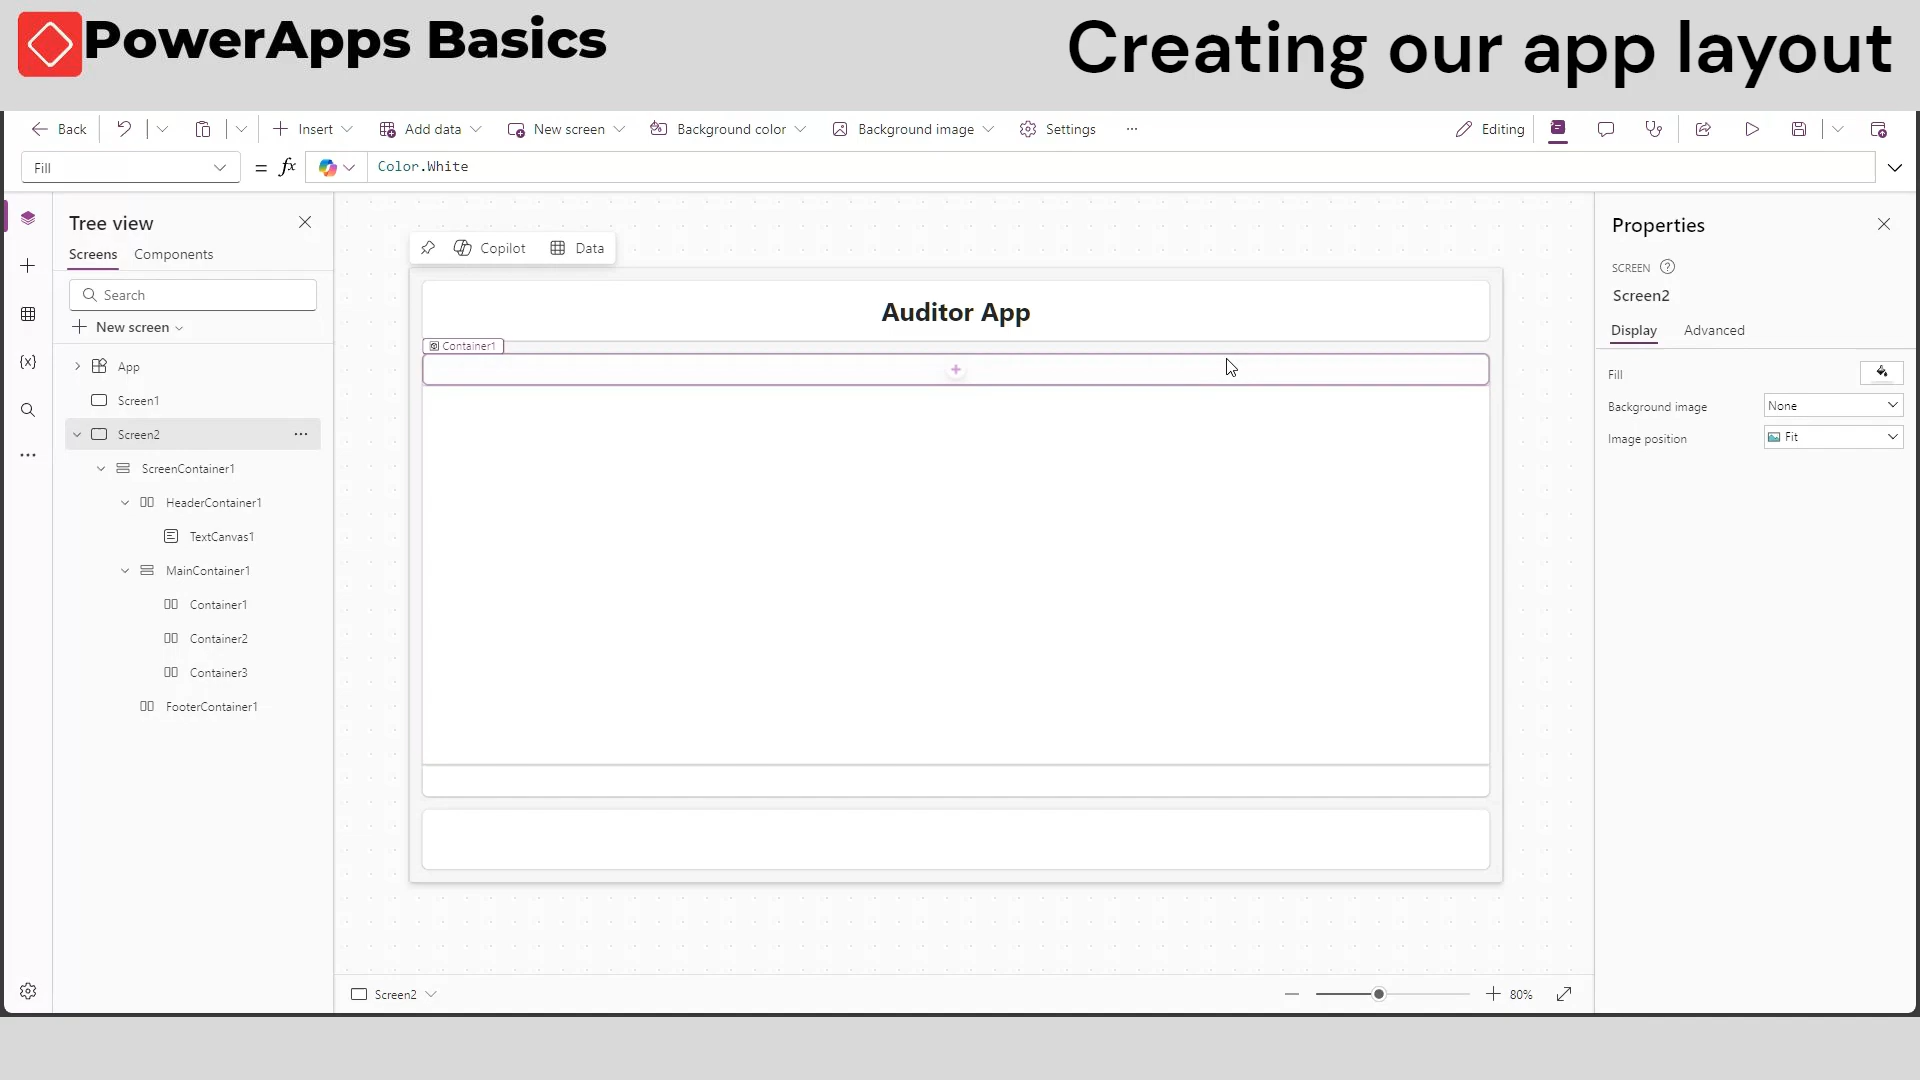 PowerApps Basics
Creating our app layout
Back
Insert
Add data
New screen
Background color
Background image
Settings
Editing
Fill
= fx
Color.White
Tree view
Screens
Components
Search
New screen
App
Screen1
Screen2
ScreenContainer1
HeaderContainer1
TextCanvas1
MainContainer1
Container1
Container2
Container3
FooterContainer1
Copilot
Data
Auditor App
Container1
Screen2
80%
Properties
SCREEN
Screen2
Display
Advanced
Fill
Background image
None
Image position
Fit